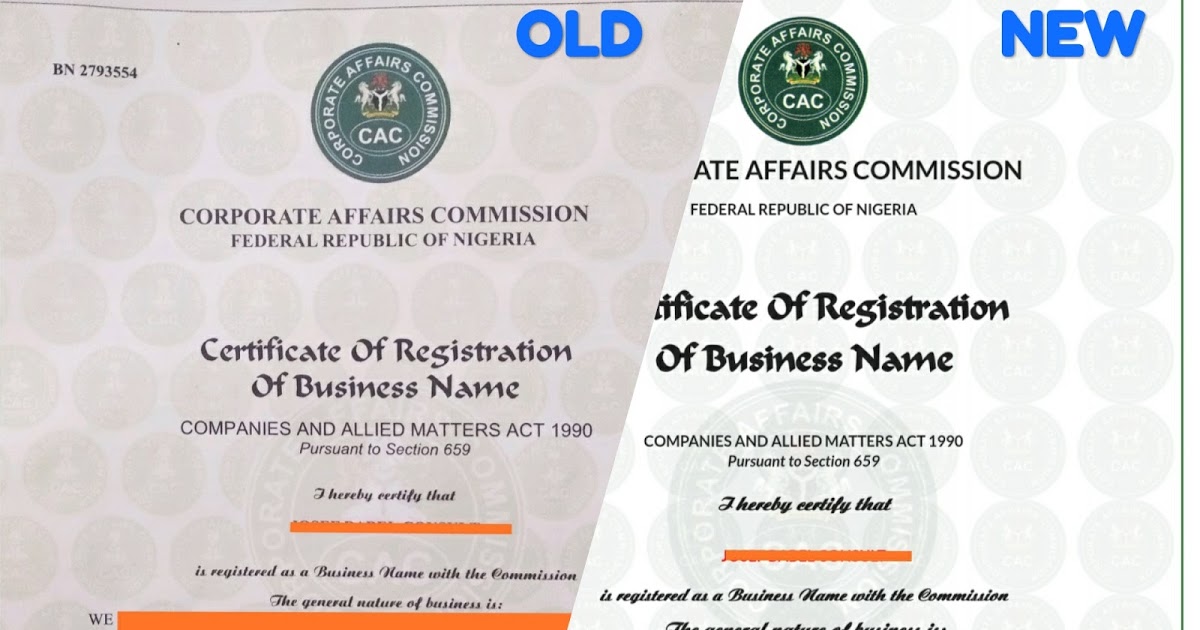 OLD
BN 2793554
CORPORATE AFFAIRS COMMISSION
CAC
CORPORATE AFFAIRS COMMISSION
FEDERAL REPUBLIC OF NIGERIA
Certificate Of Registration
Of Business Name
COMPANIES AND ALLIED MATTERS ACT 1990
Pursuant to Section 659
I hereby certify that
is registered as a Business Name with the Commission
The general nature of business is:
WE
NEW
CORPORATE AFFAIRS COMMISSION
CAC
ATE AFFAIRS COMMISSION
FEDERAL REPUBLIC OF NIGERIA
tificate Of Registration
Of Business Name
COMPANIES AND ALLIED MATTERS ACT 1990
Pursuant to Section 659
I hereby certify that
is registered as a Business Name with the Commission
The general nature of business is: